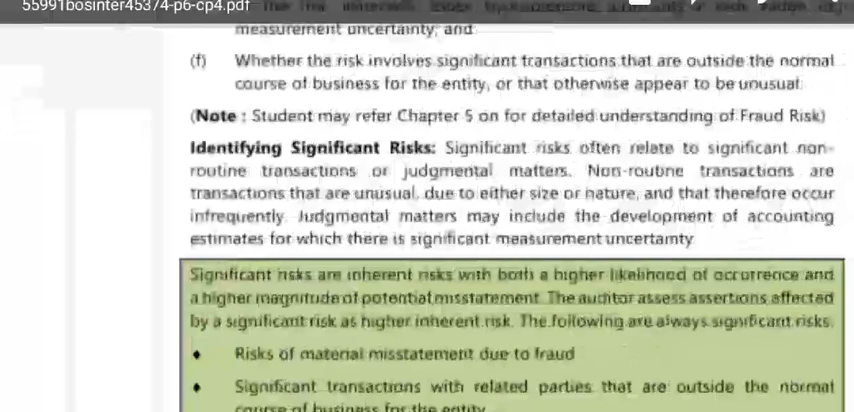 55991bosinter45374-p6-cp4.pdf
measurement uncertainty; and
(f) Whether the risk involves significant transactions that are outside the normal
course of business for the entity, or that otherwise appear to be unusual.
(Note : Student may refer Chapter 5 on for detailed understanding of Fraud Risk)
Identifying Significant Risks: Significant risks often relate to significant non-
routine transactions or judgmental matters. Non-routine transactions are
transactions that are unusual, due to either size or nature, and that therefore occur
infrequently. Judgmental matters may include the development of accounting
estimates for which there is significant measurement uncertainty.
Significant risks are inherent risks with both a higher likelihood of occurrence and
a higher magnitude of potential misstatement. The auditor assess assertions affected
by a significant risk as higher inherent risk. The following are always significant risks:
♦ Risks of material misstatement due to fraud
♦ Significant transactions with related parties that are outside the normal
course of business for the entity